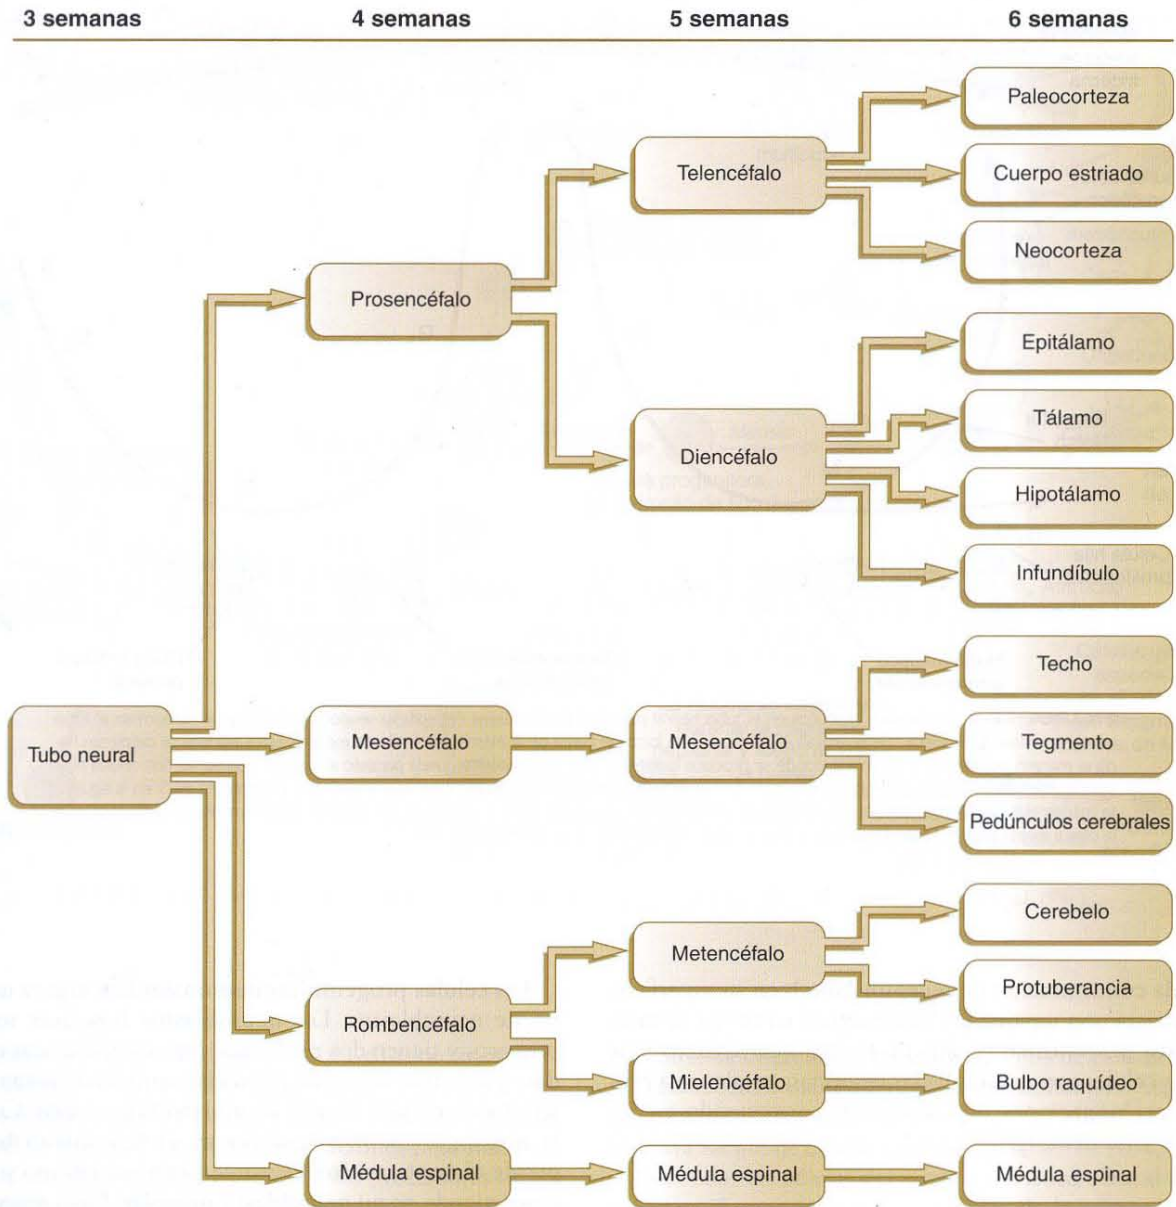 3 semanas 4 semanas 5 semanas 6 semanas
Paleocorteza
Telencéfalo
Cuerpo estriado
Neocorteza
Prosencéfalo
Epitálamo
Tálamo
Diencéfalo
Hipotálamo
Infundíbulo
Techo
Tubo neural
Mesencéfalo
Mesencéfalo
Tegmento
Pedúnculos cerebrales
Cerebelo
Metencéfalo
Protuberancia
Rombencéfalo
Mielencéfalo
Bulbo raquídeo
Médula espinal
Médula espinal
Médula espinal